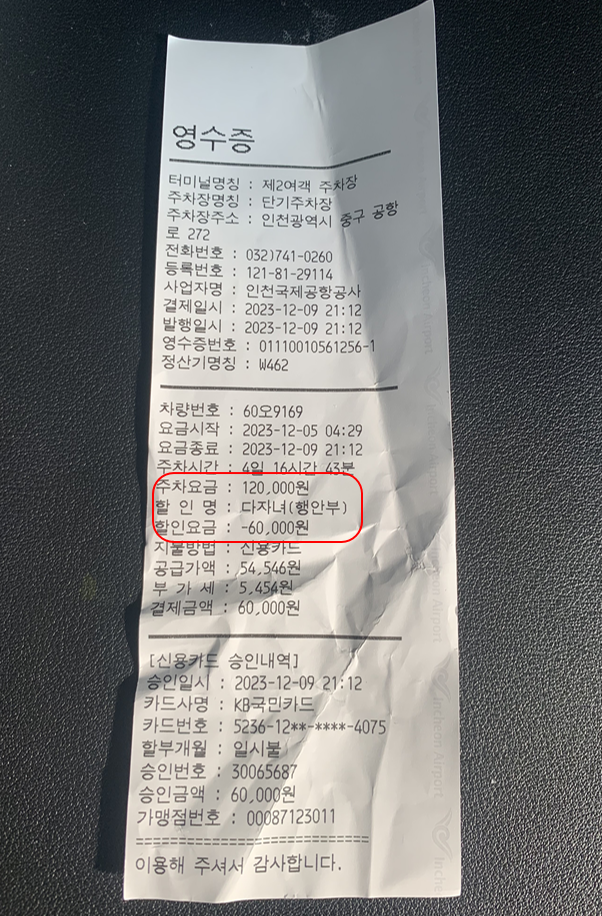 영수증
터미널명칭 : 제2여객 주차장
주차장명칭 : 단기주차장
주차장주소 : 인천광역시 중구 공항
로 272
전화번호 : 032)741-0260
등록번호 : 121-81-29114
사업자명 : 인천국제공항공사
결제일시 : 2023-12-09 21:12
발행일시 : 2023-12-09 21:12
영수증번호 : 01110010561256-1
정산기명칭 : W462
차량번호 : 60오9169
요금시작 : 2023-12-05 04:29
요금종료 : 2023-12-09 21:12
주차시간 : 4일 16시간 43분
주차요금 : 120,000원
할 인 명 : 다자녀(행안부)
할인요금 : -60,000원
지불방법 : 신용카드
공급가액 : 54,546원
부 가 세 : 5,454원
결제금액 : 60,000원
[신용카드 승인내역]
승인일시 : 2023-12-09 21:12
카드사명 : KB국민카드
카드번호 : 5236-12**-****-4075
할부개월 : 일시불
승인번호 : 30065687
승인금액 : 60,000원
가맹점번호 : 00087123011
==============================
이용해 주셔서 감사합니다.
Incheon Airport
Incheon Airport
Incheon Airport